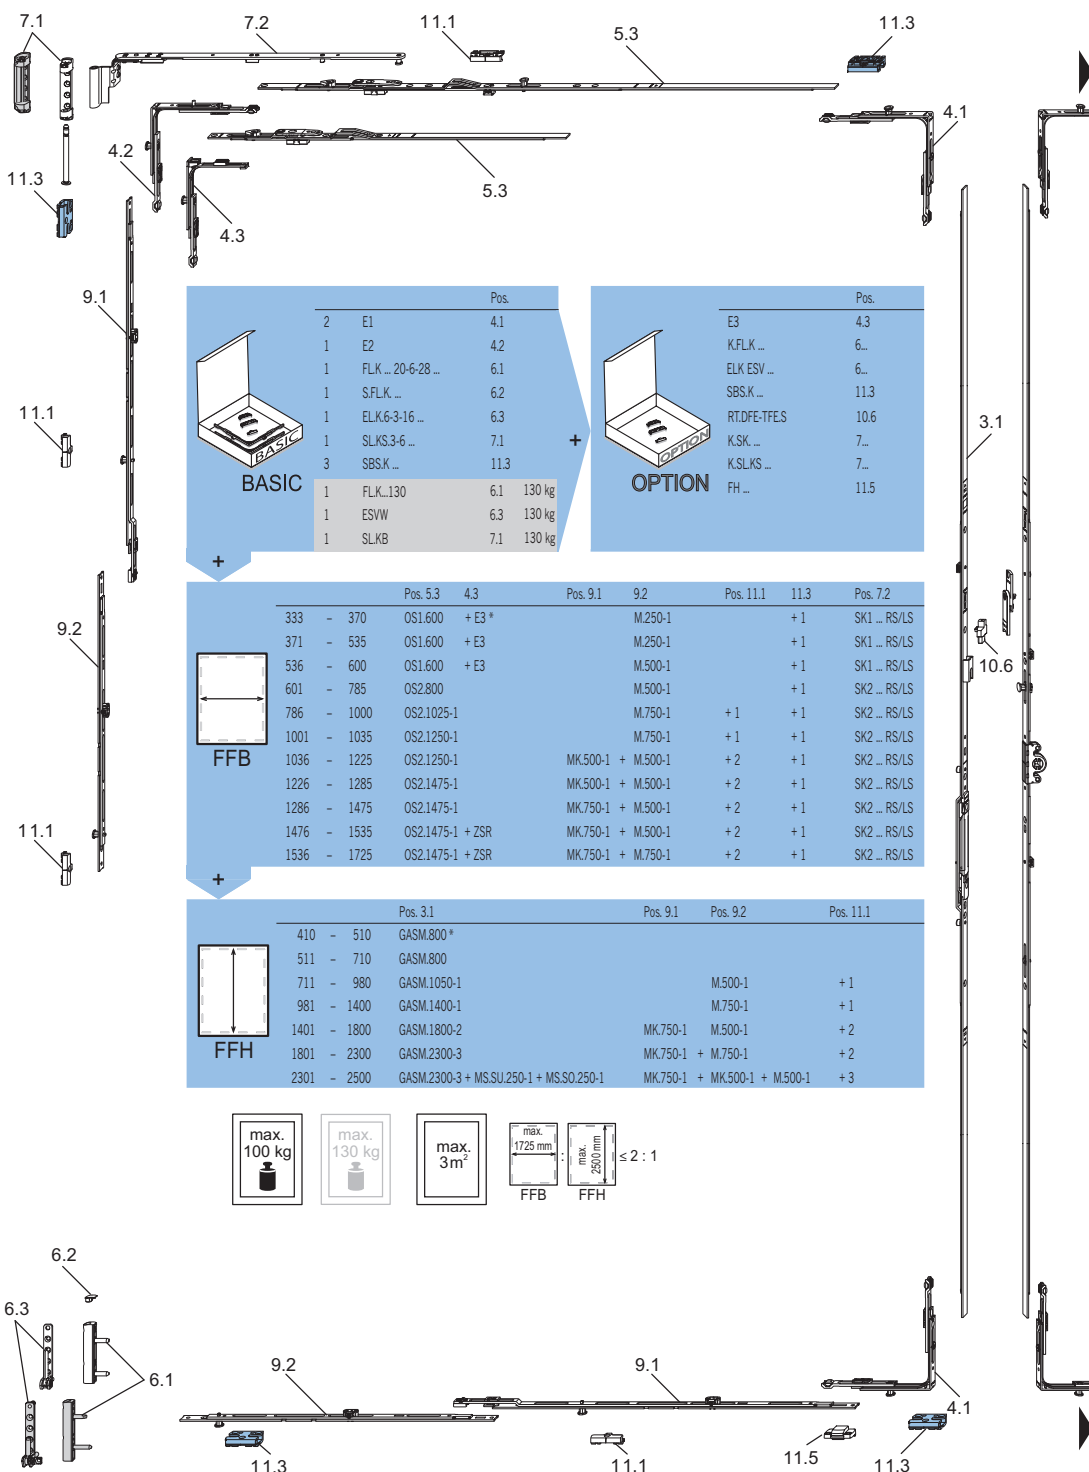 7.1
7.2
11.1
5.3
11.3
4.2
4.1
11.3
4.3
5.3
9.1
11.1
3.1
9.2
10.6
11.1
Pos.
2 E1 4.1
1 E2 4.2
1 FL.K ... 20-6-28 ... 6.1
1 S.FL.K. ... 6.2
1 EL.K.6-3-16 ... 6.3
1 SL.KS.3-6 ... 7.1
3 SBS.K ... 11.3
1 FL.K...130 6.1 130 kg
1 ESVW 6.3 130 kg
1 SL.KB 7.1 130 kg
BASIC
BASIC
+
Pos.
E3 4.3
K.FL.K ... 6...
ELK ESV ... 6...
SBS.K ... 11.3
RT.DFE-TFE.S 10.6
K.SK. ... 7...
K.SL.KS ... 7...
FH ... 11.5
OPTION
OPTION
+
Pos. 5.3 4.3 Pos. 9.1 9.2 Pos. 11.1 11.3 Pos. 7.2
333 – 370 OS1.600 + E3 * M.250-1 + 1 SK1 ... RS/LS
371 – 535 OS1.600 + E3 M.250-1 + 1 SK1 ... RS/LS
536 – 600 OS1.600 + E3 M.500-1 + 1 SK1 ... RS/LS
601 – 785 OS2.800 M.500-1 + 1 SK2 ... RS/LS
786 – 1000 OS2.1025-1 M.750-1 + 1 + 1 SK2 ... RS/LS
1001 – 1035 OS2.1250-1 M.750-1 + 1 + 1 SK2 ... RS/LS
1036 – 1225 OS2.1250-1 MK.500-1 + M.500-1 + 2 + 1 SK2 ... RS/LS
1226 – 1285 OS2.1475-1 MK.500-1 + M.500-1 + 2 + 1 SK2 ... RS/LS
1286 – 1475 OS2.1475-1 MK.750-1 + M.500-1 + 2 + 1 SK2 ... RS/LS
1476 – 1535 OS2.1475-1 + ZSR MK.750-1 + M.500-1 + 2 + 1 SK2 ... RS/LS
1536 – 1725 OS2.1475-1 + ZSR MK.750-1 + M.750-1 + 2 + 1 SK2 ... RS/LS
FFB
+
Pos. 3.1 Pos. 9.1 Pos. 9.2 Pos. 11.1
410 – 510 GASM.800 *
511 – 710 GASM.800
711 – 980 GASM.1050-1 M.500-1 + 1
981 – 1400 GASM.1400-1 M.750-1 + 1
1401 – 1800 GASM.1800-2 MK.750-1 M.500-1 + 2
1801 – 2300 GASM.2300-3 MK.750-1 + M.750-1 + 2
2301 – 2500 GASM.2300-3 + MS.SU.250-1 + MS.SO.250-1 MK.750-1 + MK.500-1 + M.500-1 + 3
FFH
max.
100 kg
max.
130 kg
max.
3m²
max.
1725 mm
FFB
:
max.
2500 mm
FFH
≤ 2 : 1
6.2
6.3
6.1
9.2
9.1
4.1
11.3
11.1
11.5
11.3